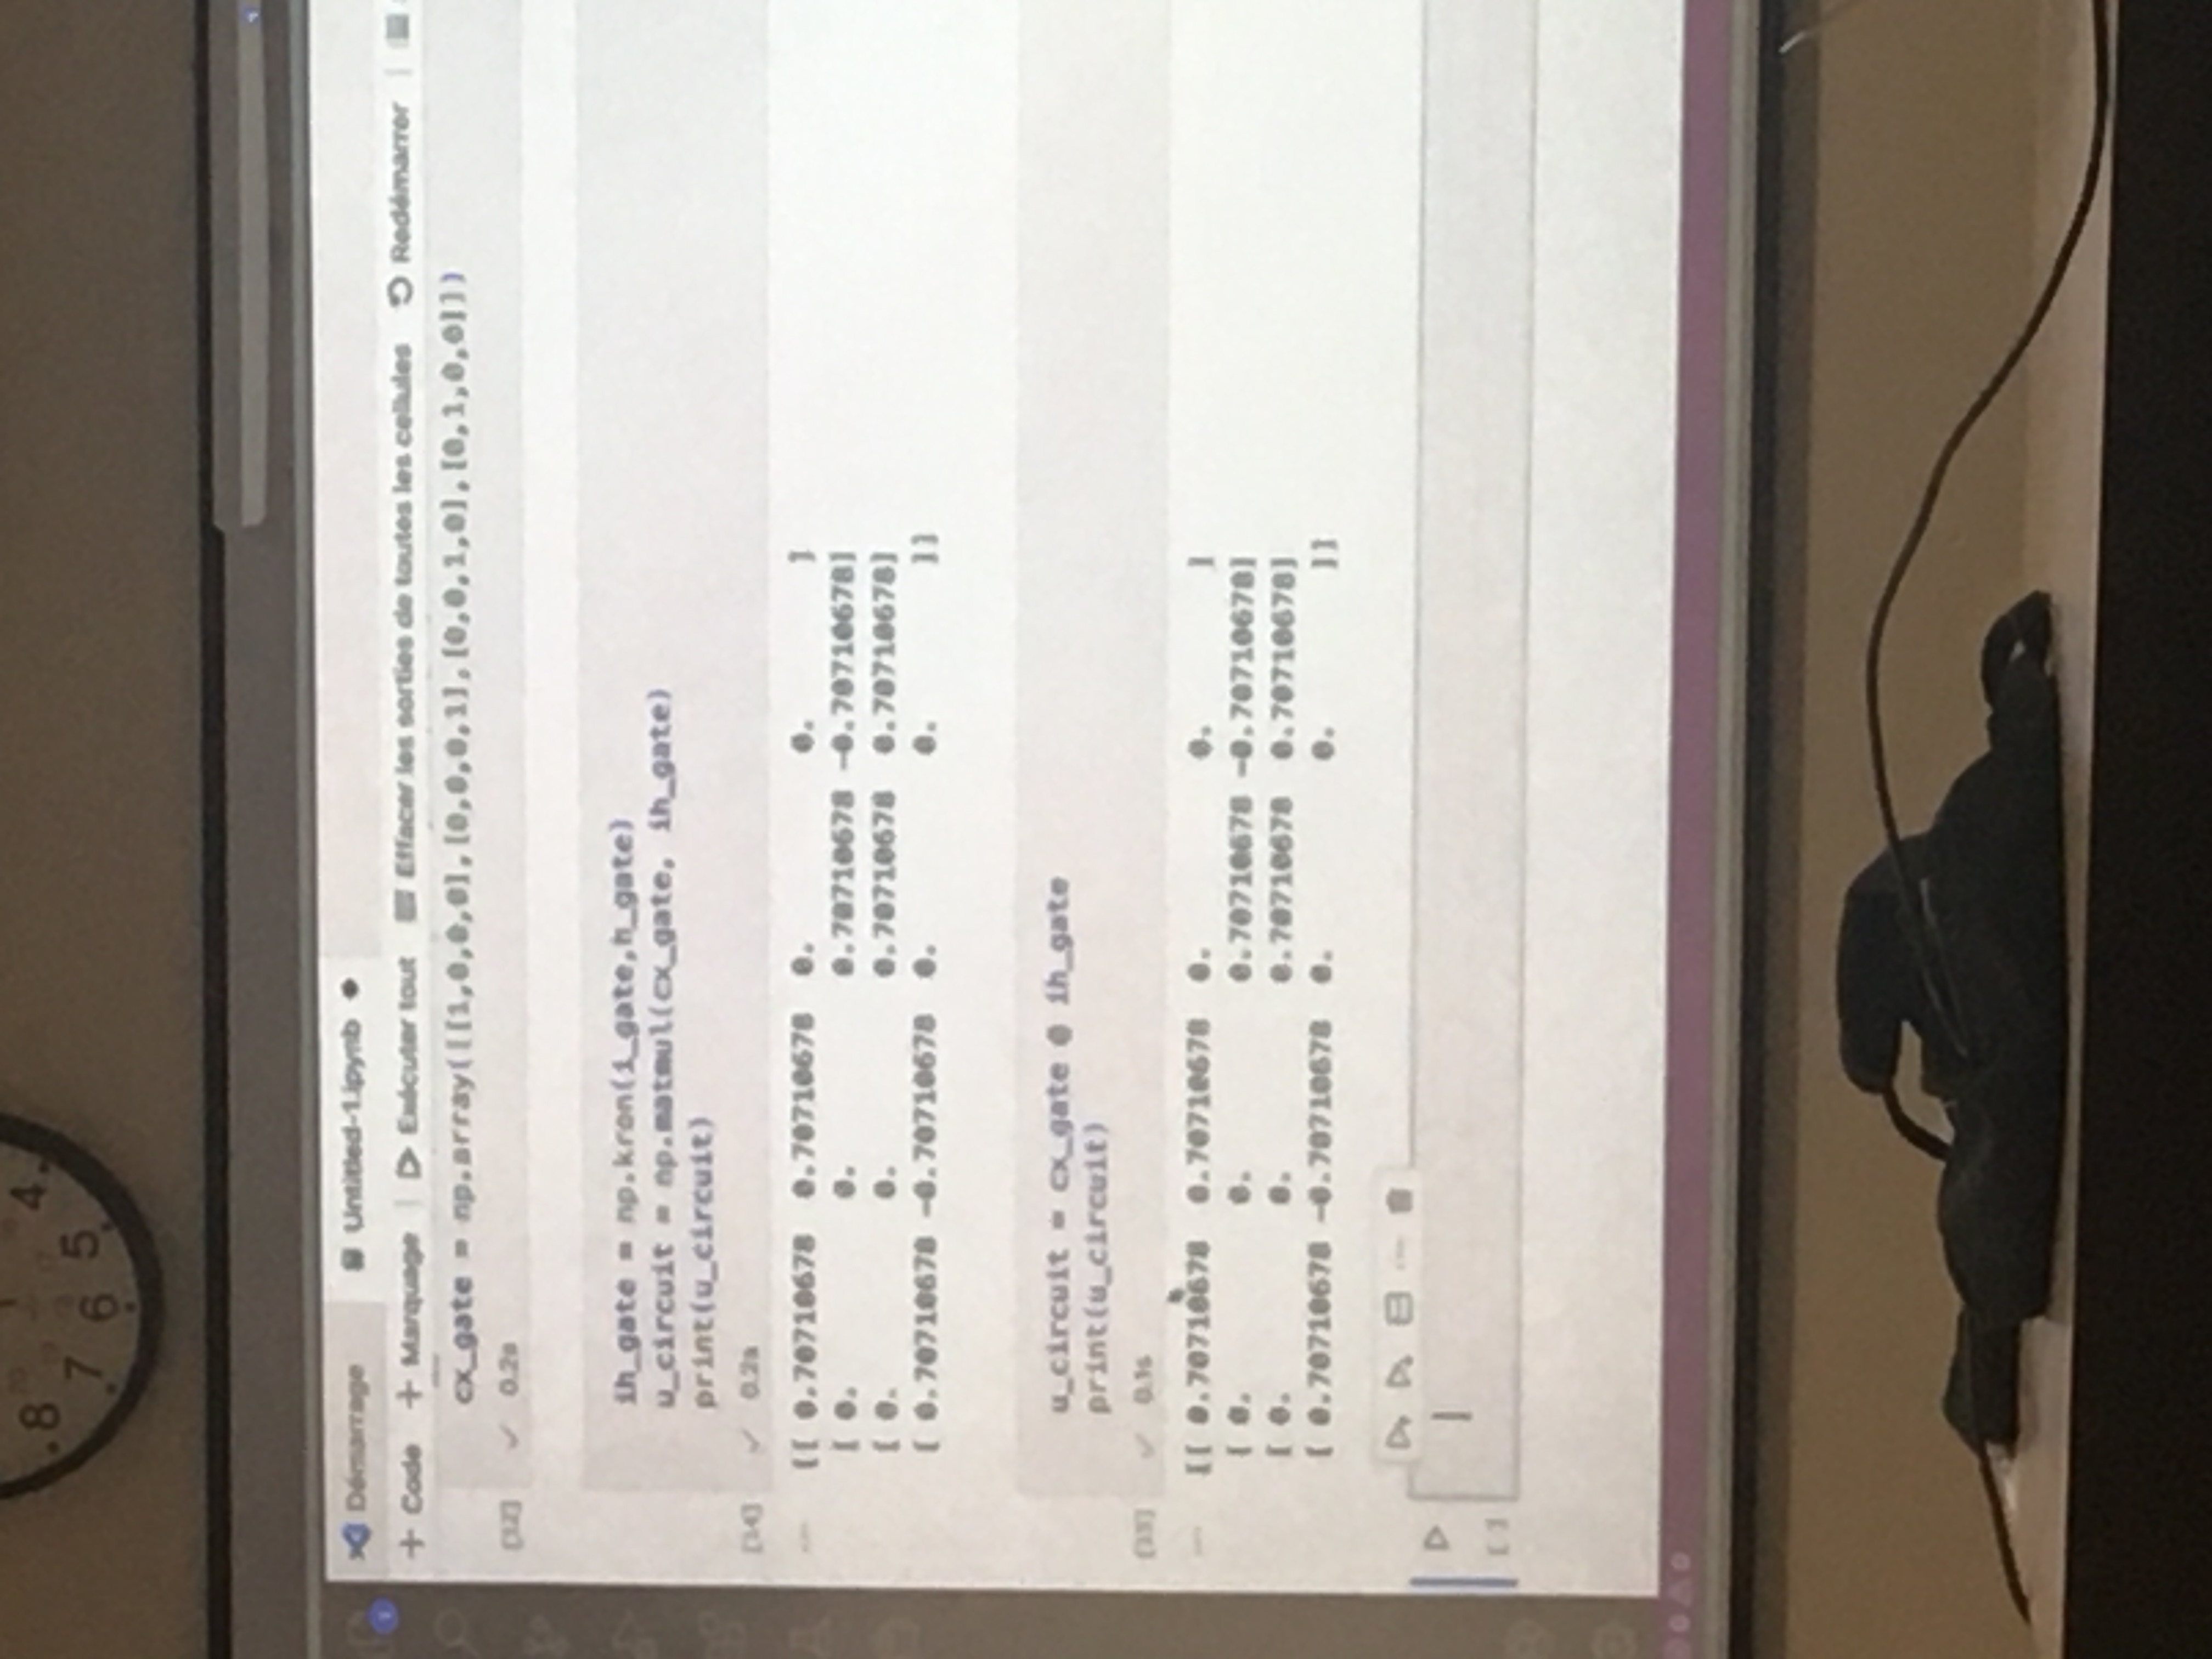 8 7 6 5 4
Démarrage Untitled-1.ipynb
+ Code + Marquage Exécuter tout Effacer les sorties de toutes les cellules Redémarrer
cx_gate = np.array([[1,0,0,0],[0,0,0,1],[0,0,1,0],[0,1,0,0]])
[12] 0.2s
ih_gate = np.kron(i_gate,h_gate)
u_circuit = np.matmul(cx_gate, ih_gate)
print(u_circuit)
[14] 0.2s
[[ 0.70710678 0.70710678 0. 0. ]
[ 0. 0. 0.70710678 -0.70710678]
[ 0. 0. 0.70710678 0.70710678]
[ 0.70710678 -0.70710678 0. 0. ]]
u_circuit = cx_gate @ ih_gate
print(u_circuit)
[15] 0.1s
[[ 0.70710678 0.70710678 0. 0. ]
[ 0. 0. 0.70710678 -0.70710678]
[ 0. 0. 0.70710678 0.70710678]
[ 0.70710678 -0.70710678 0. 0. ]]
[ ]
0 0